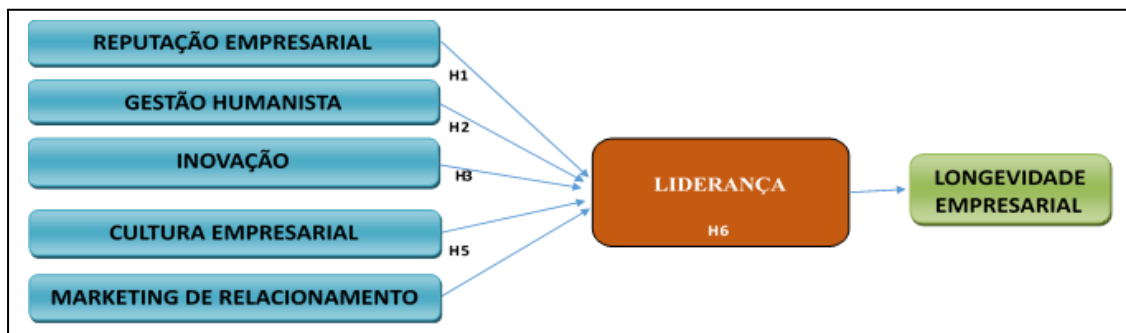 REPUTAÇÃO EMPRESARIAL
H1
GESTÃO HUMANISTA
H2
INOVAÇÃO
H3
CULTURA EMPRESARIAL
H5
MARKETING DE RELACIONAMENTO
LIDERANÇA
H6
LONGEVIDADE
EMPRESARIAL